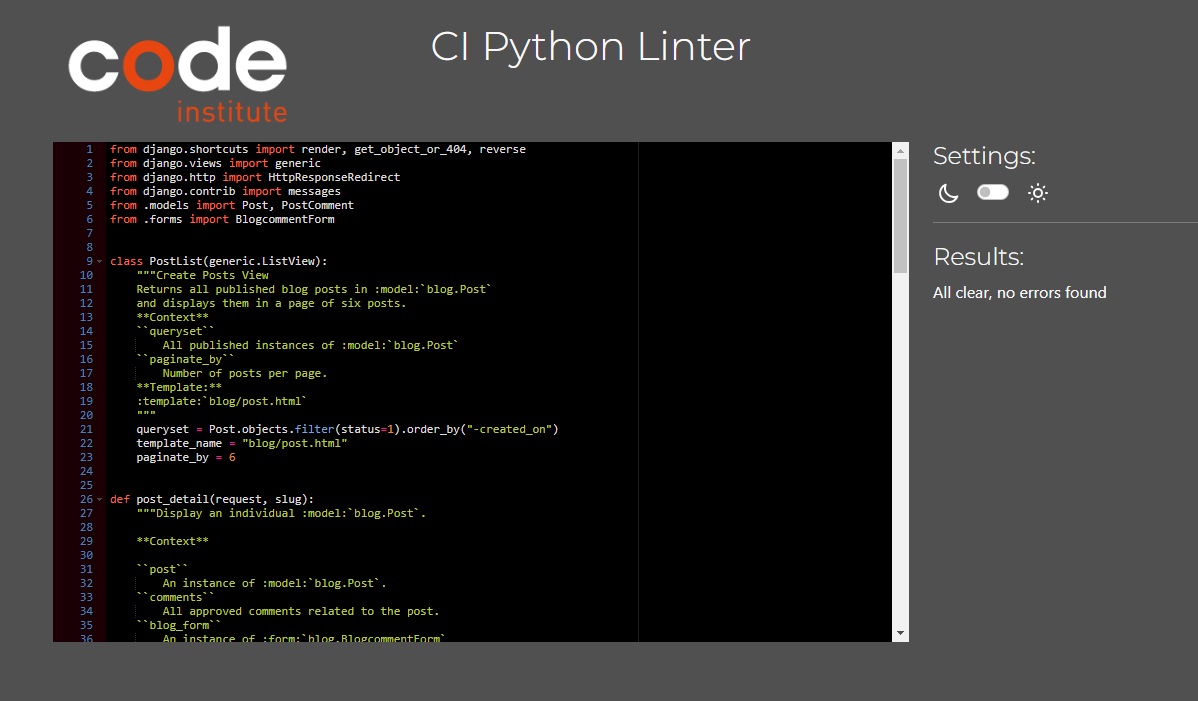 code
institute
CI Python Linter
1 from django.shortcuts import render, get_object_or_404, reverse
2 from django.views import generic
3 from django.http import HttpResponseRedirect
4 from django.contrib import messages
5 from .models import Post, PostComment
6 from .forms import BlogcommentForm
7
8
9 class PostList(generic.ListView):
10     """Create Posts View
11     Returns all published blog posts in :model:`blog.Post`
12     and displays them in a page of six posts.
13     **Context**
14     ``queryset``
15         All published instances of :model:`blog.Post`
16     ``paginate_by``
17         Number of posts per page.
18     **Template:**
19     :template:`blog/post.html`
20     """
21     queryset = Post.objects.filter(status=1).order_by("-created_on")
22     template_name = "blog/post.html"
23     paginate_by = 6
24
25
26 def post_detail(request, slug):
27     """Display an individual :model:`blog.Post`.
28
29     **Context**
30
31     ``post``
32         An instance of :model:`blog.Post`.
33     ``comments``
34         All approved comments related to the post.
35     ``blog_form``
36         An instance of :form:`blog.BlogcommentForm`
Settings:
Results:
All clear, no errors found